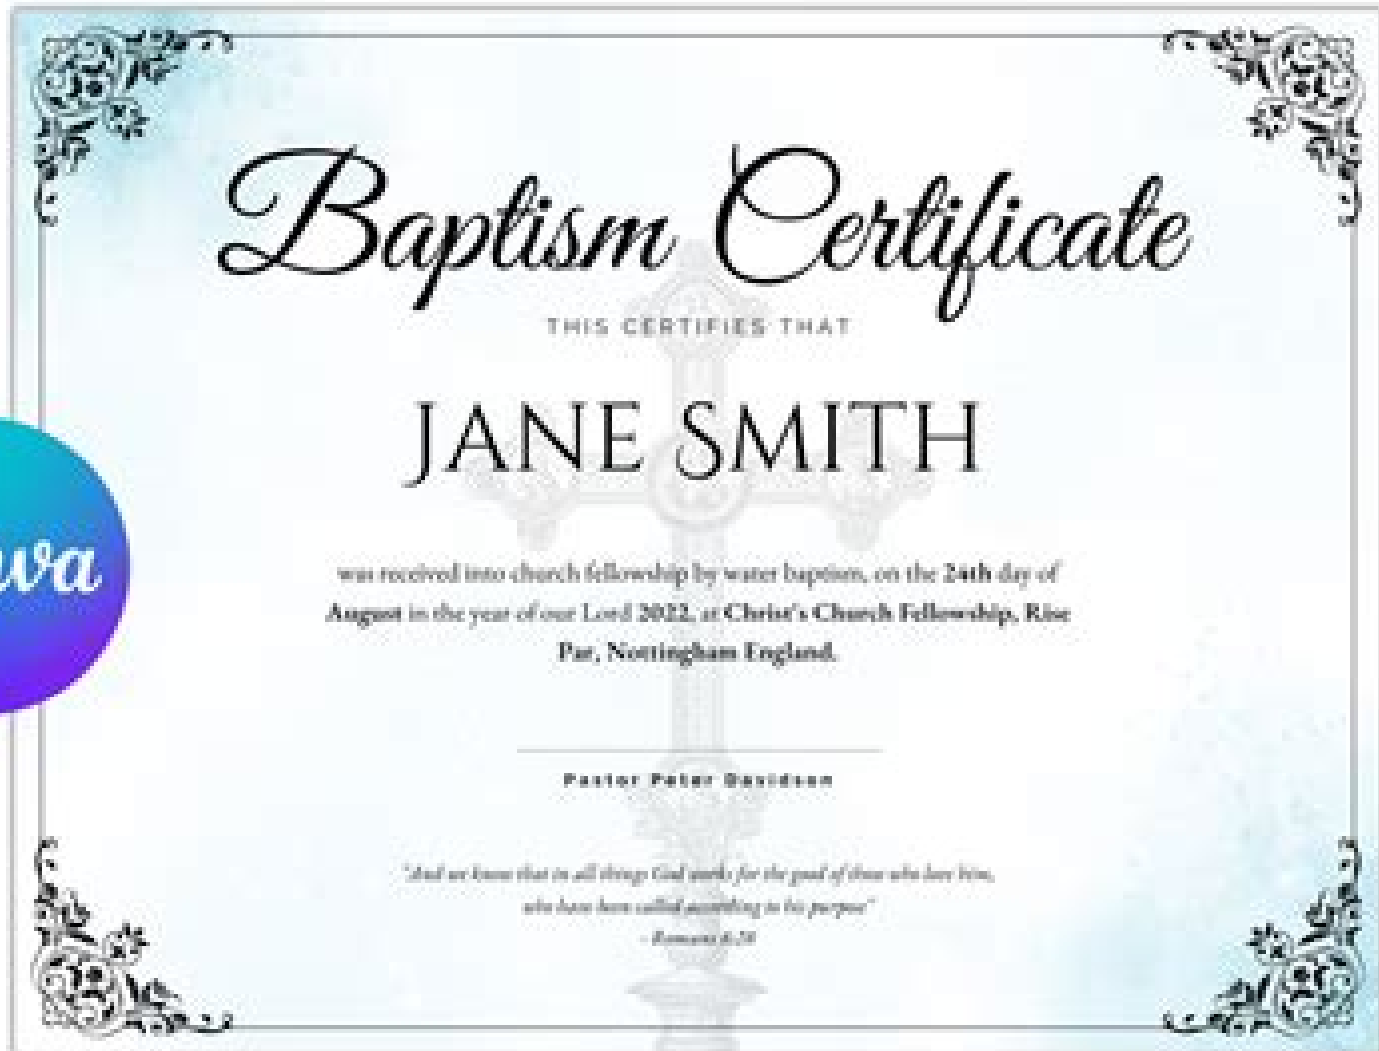 Baptism Certificate
THIS CERTIFIES THAT
JANE SMITH
was received into church fellowship by water baptism, on the 24th day of
August in the year of our Lord 2022, at Christ's Church Fellowship, Rise
Par, Nottingham England.
va
Pastor Peter Davidson
"And we know that in all things God works for the good of those who love him,
who have been called according to his purpose"
- Romans 8:28